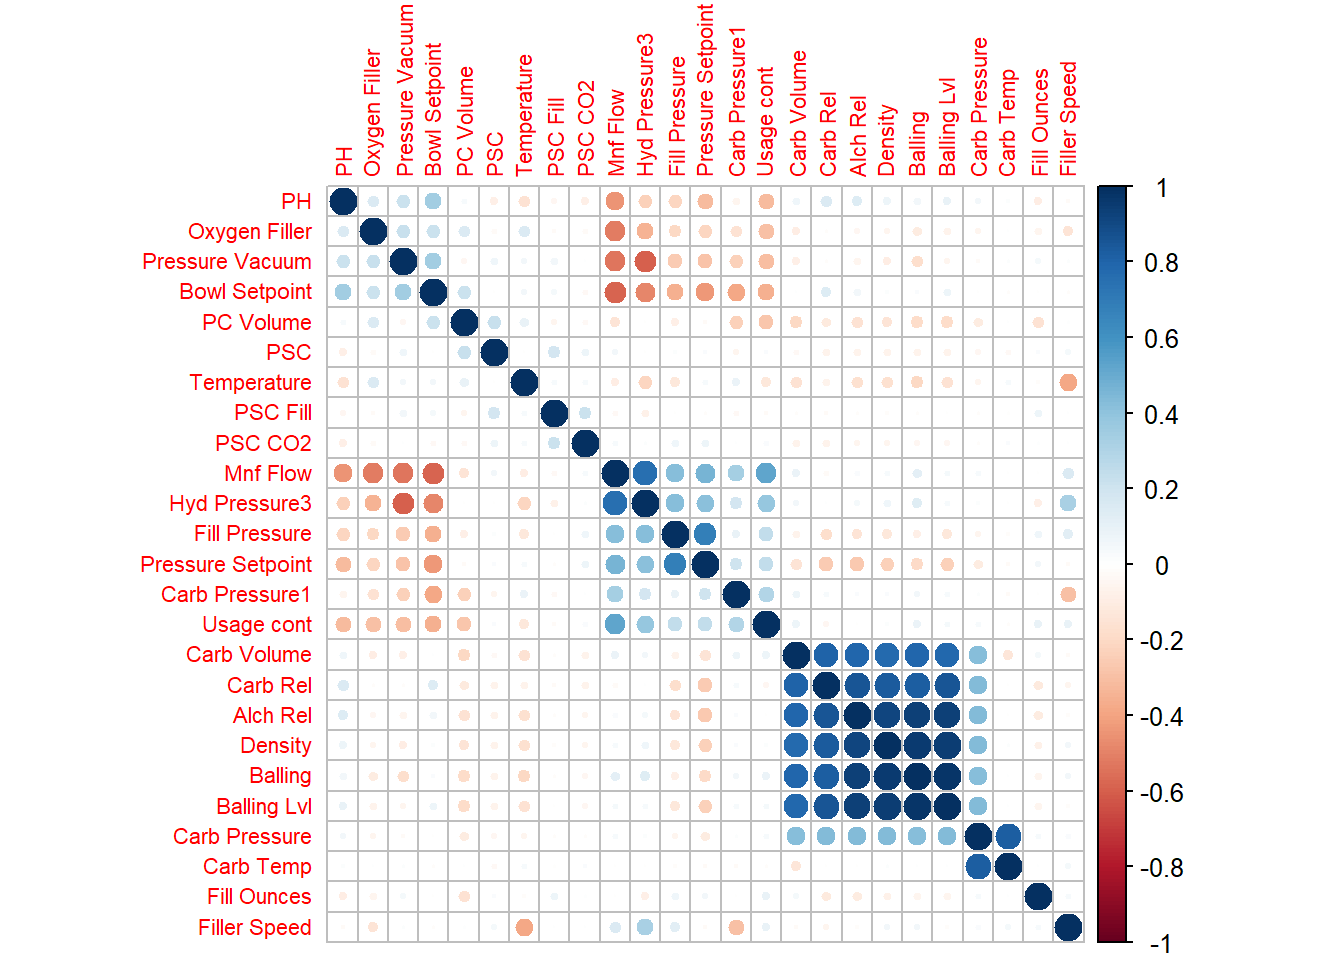 PH
Oxygen Filler
Pressure Vacuum
Bowl Setpoint
PC Volume
PSC
Temperature
PSC Fill
PSC CO2
Mnf Flow
Hyd Pressure3
Fill Pressure
Pressure Setpoint
Carb Pressure1
Usage cont
Carb Volume
Carb Rel
Alch Rel
Density
Balling
Balling Lvl
Carb Pressure
Carb Temp
Fill Ounces
Filler Speed
PH
Oxygen Filler
Pressure Vacuum
Bowl Setpoint
PC Volume
PSC
Temperature
PSC Fill
PSC CO2
Mnf Flow
Hyd Pressure3
Fill Pressure
Pressure Setpoint
Carb Pressure1
Usage cont
Carb Volume
Carb Rel
Alch Rel
Density
Balling
Balling Lvl
Carb Pressure
Carb Temp
Fill Ounces
Filler Speed
1
0.8
0.6
0.4
0.2
0
-0.2
-0.4
-0.6
-0.8
-1